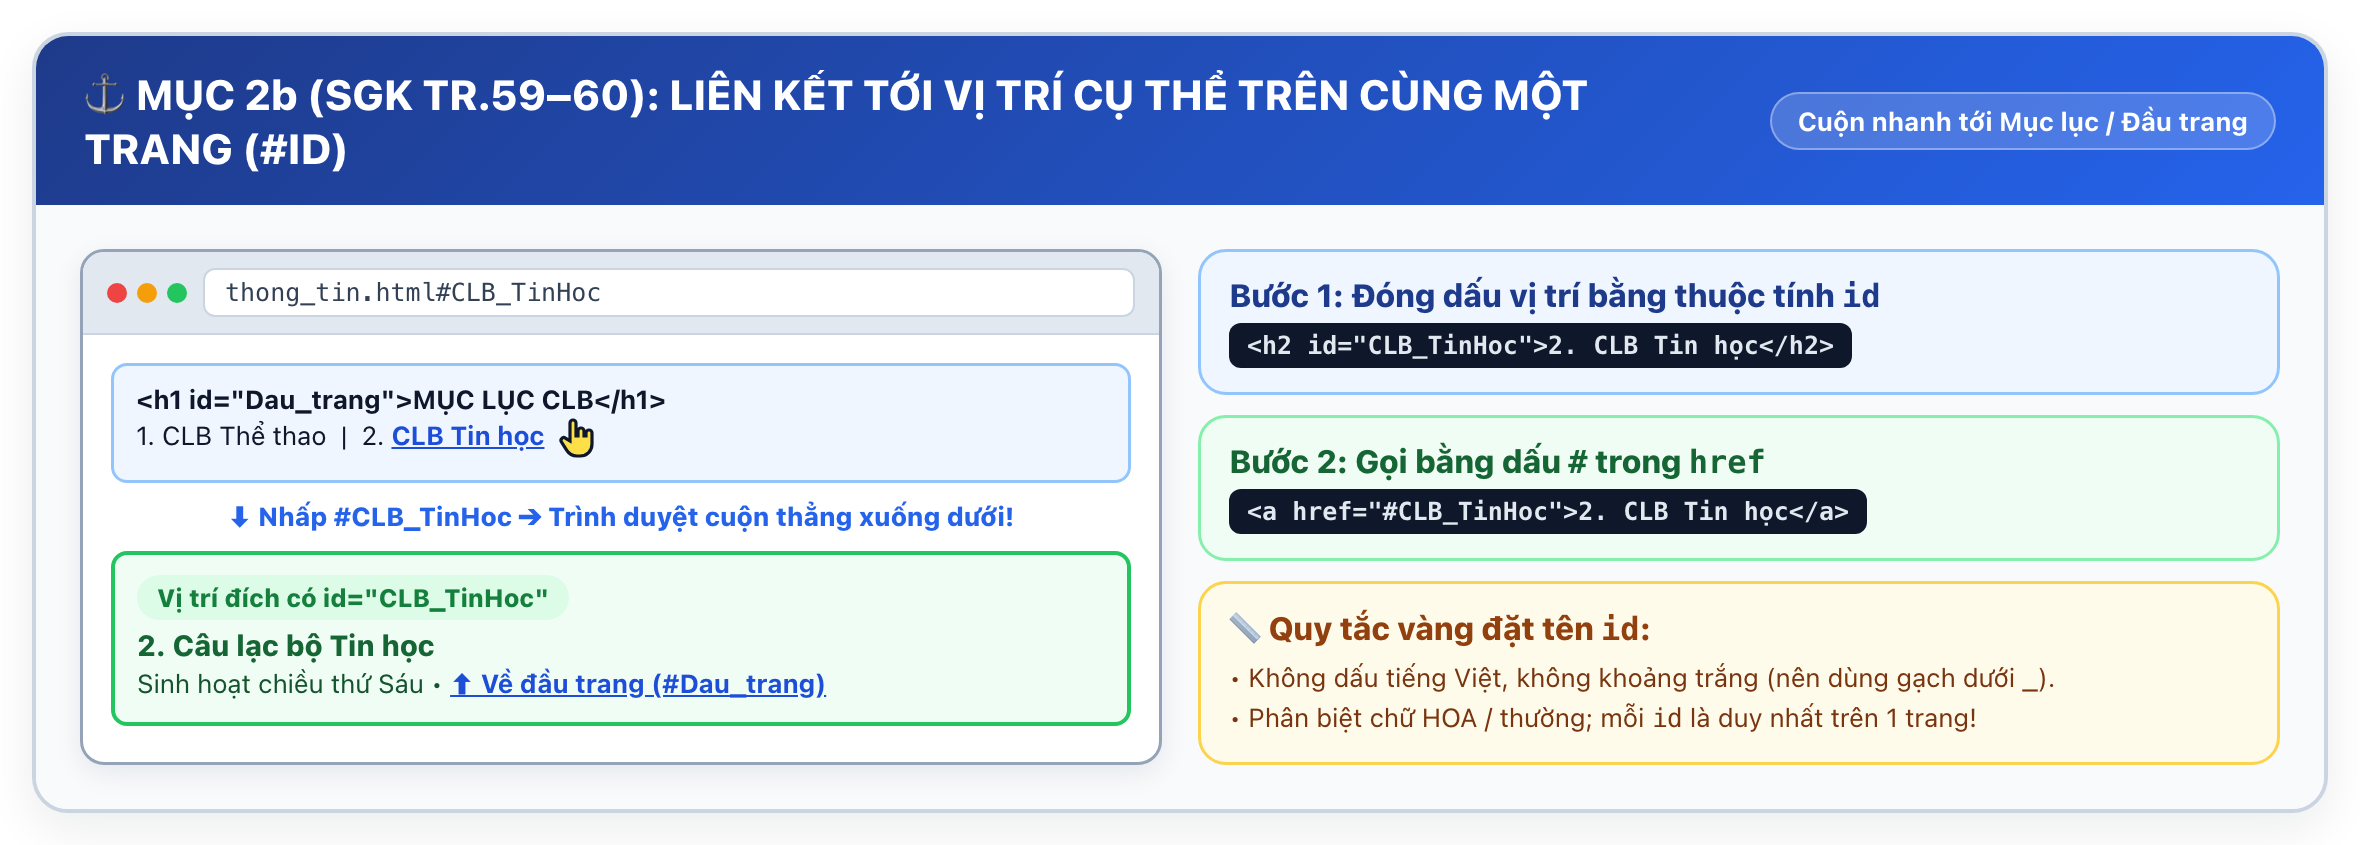 ⚓ MỤC 2b (SGK TR.59–60): LIÊN KẾT TỚI VỊ TRÍ CỤ THỂ TRÊN CÙNG MỘT
TRANG (#ID)
Cuộn nhanh tới Mục lục / Đầu trang
thong_tin.html#CLB_TinHoc
<h1 id="Dau_trang">MỤC LỤC CLB</h1>
1. CLB Thể thao | 2. CLB Tin học 👆
⬇ Nhấp #CLB_TinHoc ➔ Trình duyệt cuộn thẳng xuống dưới!
Vị trí đích có id="CLB_TinHoc"
2. Câu lạc bộ Tin học
Sinh hoạt chiều thứ Sáu • ⬆ Về đầu trang (#Dau_trang)
Bước 1: Đóng dấu vị trí bằng thuộc tính id
<h2 id="CLB_TinHoc">2. CLB Tin học</h2>
Bước 2: Gọi bằng dấu # trong href
<a href="#CLB_TinHoc">2. CLB Tin học</a>
📏 Quy tắc vàng đặt tên id:
• Không dấu tiếng Việt, không khoảng trắng (nên dùng gạch dưới _).
• Phân biệt chữ HOA / thường; mỗi id là duy nhất trên 1 trang!